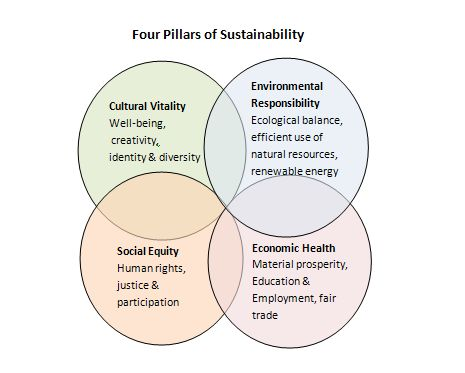 Four Pillars of Sustainability
Cultural Vitality
Well-being,
creativity,,
identity & diversity
Environmental
Responsibility
Ecological balance,
efficient use of
natural resources,
renewable energy
Social Equity
Human rights,
justice &
participation
Economic Health
Material prosperity,
Education &
Employment, fair
trade